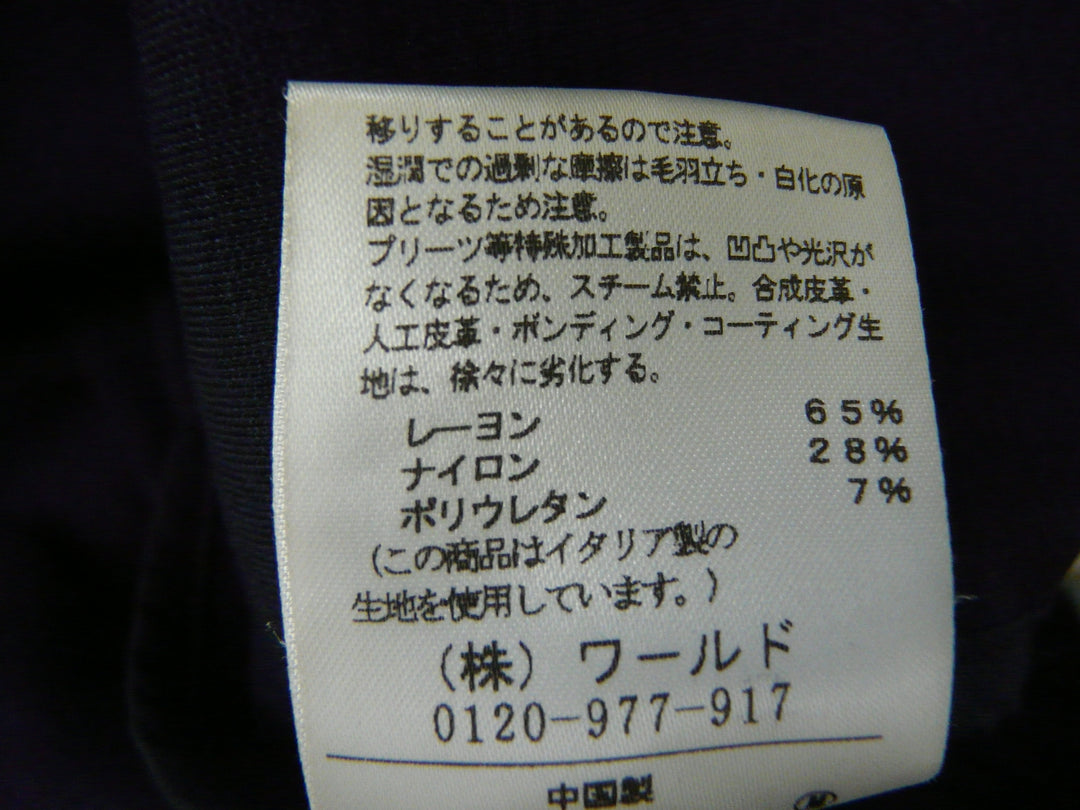 移りすることがあるので注意。
湿潤での過剰な摩擦は毛羽立ち・白化の原
因となるため注意。
プリーツ等特殊加工製品は、凹凸や光沢が
なくなるため、スチーム禁止。合成皮革・
人工皮革・ボンディング・コーティング生
地は、徐々に劣化する。
レーヨン 65%
ナイロン 28%
ポリウレタン 7%
(この商品はイタリア製の
生地を使用しています。)
(株) ワールド
0120-977-917
中国製